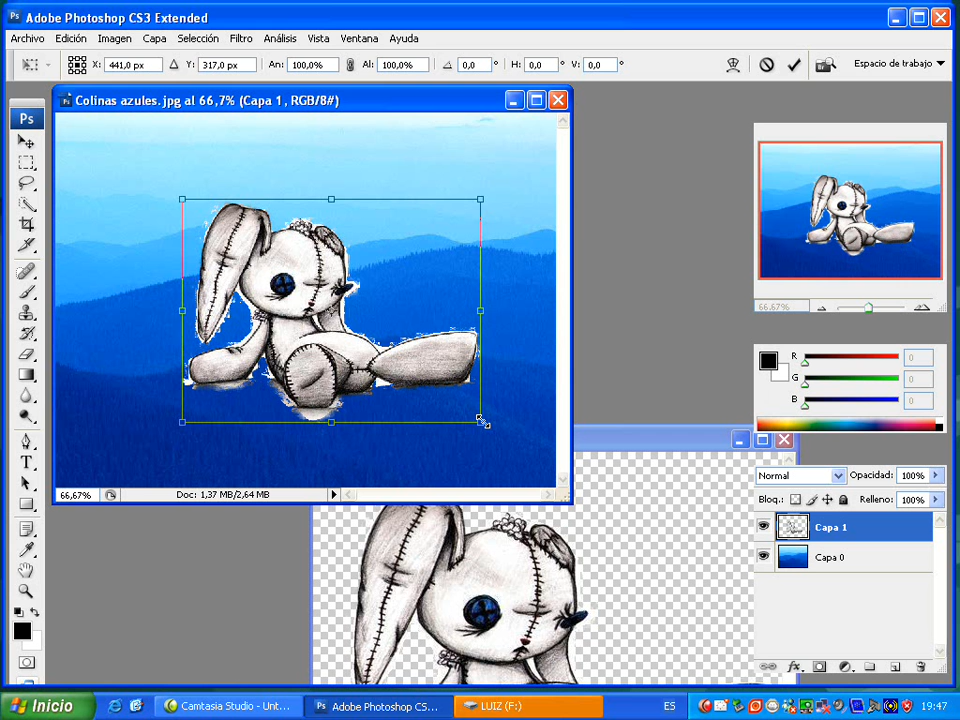 Ps Adobe Photoshop CS3 Extended
Archivo Edición Imagen Capa Selección Filtro Análisis Vista Ventana Ayuda
X: 441,0 px Y: 317,0 px An: 100,0% Al: 100,0% 0,0 ° H: 0,0 ° V: 0,0 ° Espacio de trabajo
Ps
Colinas azules.jpg al 66,7% (Capa 1, RGB/8#)
66.67%
R 0
G 0
B 0
66,67% Doc: 1,37 MB/2,64 MB
Normal Opacidad: 100%
Bloq.: Relleno: 100%
Capa 1
Capa 0
T
fx
Inicio Camtasia Studio - Unt... Ps Adobe Photoshop CS... LUIZ (F:) ES 19:47